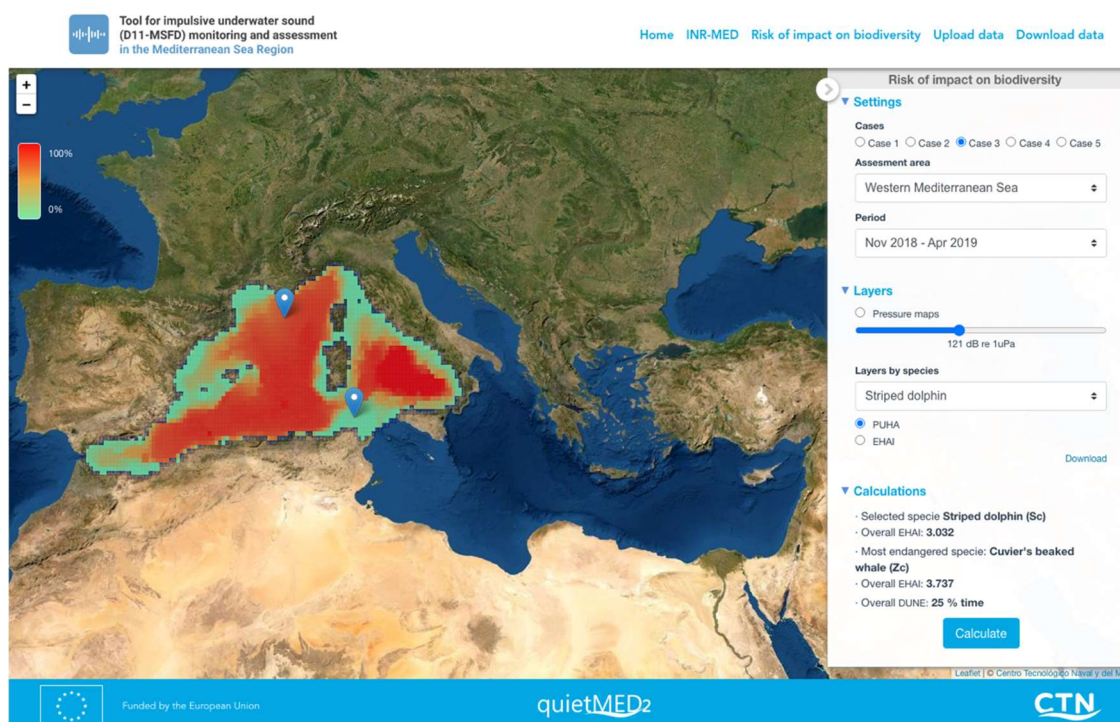 Tool for impulsive underwater sound
(D11-MSFD) monitoring and assessment
in the Mediterranean Sea Region
Home INR-MED Risk of impact on biodiversity Upload data Download data
+
−
100%
0%
Risk of impact on biodiversity
Settings
Cases
Case 1 Case 2 Case 3 Case 4 Case 5
Assesment area
Western Mediterranean Sea
Period
Nov 2018 - Apr 2019
Layers
Pressure maps
121 dB re 1uPa
Layers by species
Striped dolphin
PUHA
EHAI
Download
Calculations
· Selected specie Striped dolphin (Sc)
· Overall EHAI: 3.032
· Most endangered specie: Cuvier's beaked
whale (Zc)
· Overall EHAI: 3.737
· Overall DUNE: 25 % time
Calculate
Leaflet | © Centro Tecnológico Naval y del M
Funded by the European Union
quietMED2
CTN